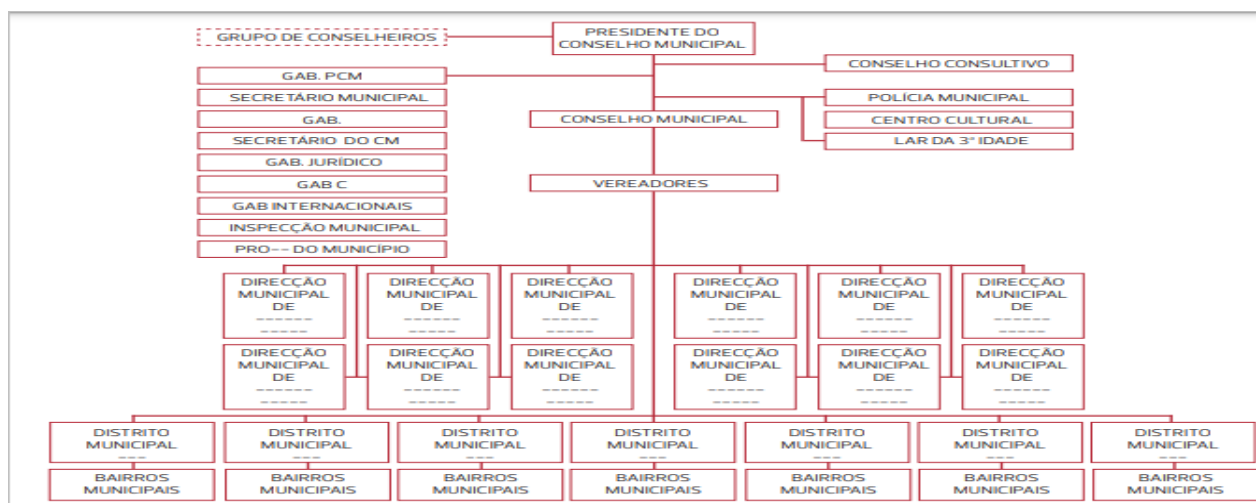 GRUPO DE CONSELHEIROS
PRESIDENTE DO
CONSELHO MUNICIPAL
CONSELHO CONSULTIVO
GAB. PCM
SECRETÁRIO MUNICIPAL
GAB.
SECRETÁRIO DO CM
GAB. JURÍDICO
GAB C
GAB INTERNACIONAIS
INSPECÇÃO MUNICIPAL
PRO-- DO MUNICÍPIO
POLÍCIA MUNICIPAL
CENTRO CULTURAL
LAR DA 3ª IDADE
CONSELHO MUNICIPAL
VEREADORES
DIRECÇÃO
MUNICIPAL
DE
------
-----
DIRECÇÃO
MUNICIPAL
DE
------
-----
DIRECÇÃO
MUNICIPAL
DE
------
-----
DIRECÇÃO
MUNICIPAL
DE
------
-----
DIRECÇÃO
MUNICIPAL
DE
------
-----
DIRECÇÃO
MUNICIPAL
DE
------
-----
DIRECÇÃO
MUNICIPAL
DE
------
-----
DIRECÇÃO
MUNICIPAL
DE
------
-----
DIRECÇÃO
MUNICIPAL
DE
------
-----
DIRECÇÃO
MUNICIPAL
DE
------
-----
DIRECÇÃO
MUNICIPAL
DE
------
-----
DIRECÇÃO
MUNICIPAL
DE
------
-----
DISTRITO
MUNICIPAL
---
DISTRITO
MUNICIPAL
---
DISTRITO
MUNICIPAL
---
DISTRITO
MUNICIPAL
---
DISTRITO
MUNICIPAL
---
DISTRITO
MUNICIPAL
---
DISTRITO
MUNICIPAL
---
BAIRROS
MUNICIPAIS
BAIRROS
MUNICIPAIS
BAIRROS
MUNICIPAIS
BAIRROS
MUNICIPAIS
BAIRROS
MUNICIPAIS
BAIRROS
MUNICIPAIS
BAIRROS
MUNICIPAIS